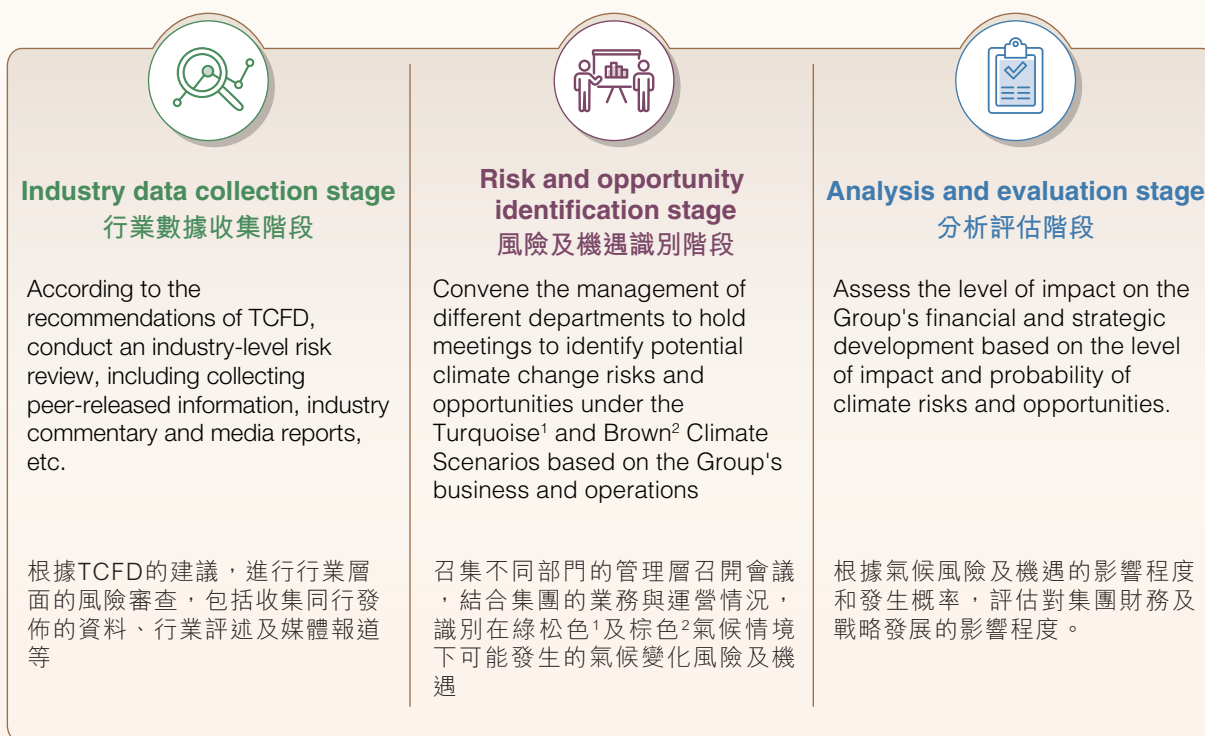 Industry data collection stage
行業數據收集階段
According to the
recommendations of TCFD,
conduct an industry-level risk
review, including collecting
peer-released information, industry
commentary and media reports,
etc.
根據TCFD的建議，進行行業層
面的風險審查，包括收集同行發
佈的資料、行業評述及媒體報道
等
Risk and opportunity
identification stage
風險及機遇識別階段
Convene the management of
different departments to hold
meetings to identify potential
climate change risks and
opportunities under the
Turquoise¹ and Brown² Climate
Scenarios based on the Group's
business and operations
召集不同部門的管理層召開會議
，結合集團的業務與運營情況，
識別在綠松色¹及棕色²氣候情境
下可能發生的氣候變化風險及機
遇
Analysis and evaluation stage
分析評估階段
Assess the level of impact on the
Group's financial and strategic
development based on the level
of impact and probability of
climate risks and opportunities.
根據氣候風險及機遇的影響程度
和發生概率，評估對集團財務及
戰略發展的影響程度。